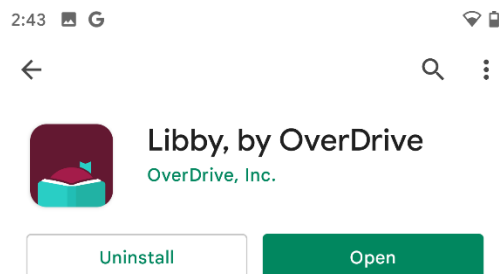 2:43 G
Libby, by OverDrive
OverDrive, Inc.
Uninstall
Open